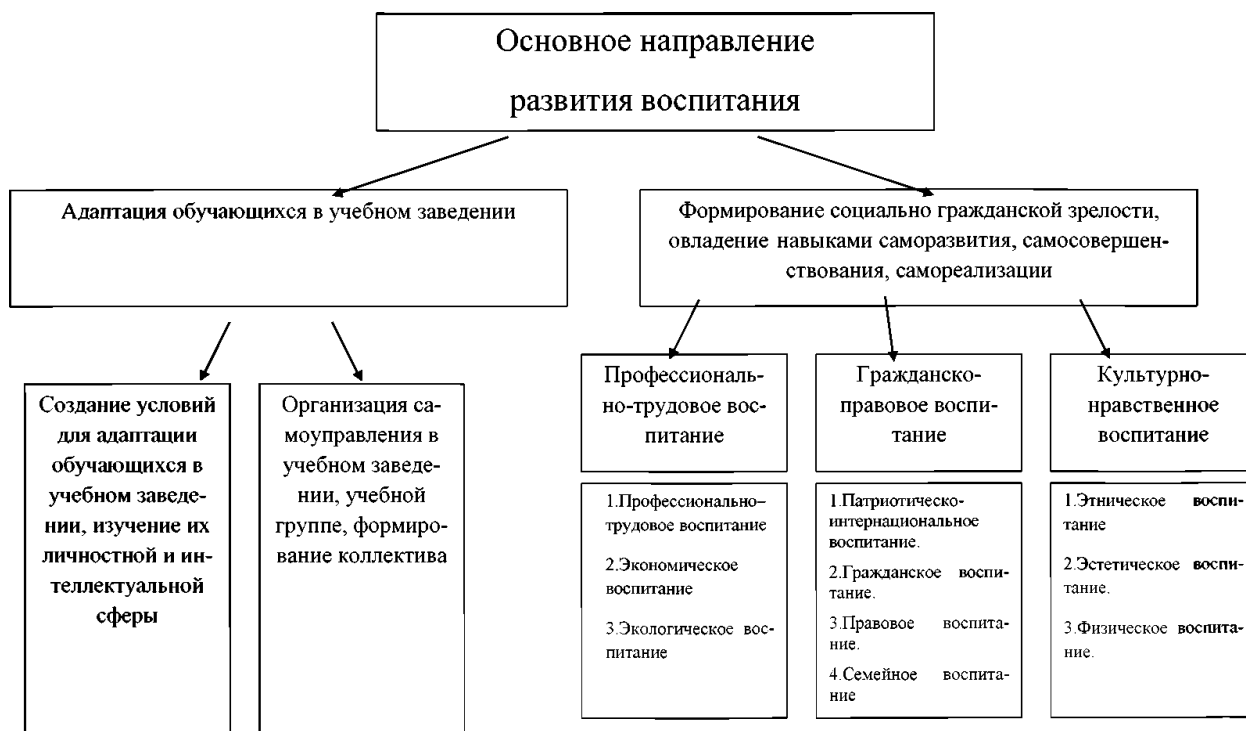 Основное направление
развития воспитания
Адаптация обучающихся в учебном заведении
Формирование социально гражданской зрелости,
овладение навыками саморазвития, самосовершен-
ствования, самореализации
Создание условий
для адаптации
обучающихся в
учебном заведе-
нии, изучение их
личностной и ин-
теллектуальной
сферы
Организация са-
моуправления в
учебном заведе-
нии, учебной
группе, формиро-
вание коллектива
Профессиональ-
но-трудовое вос-
питание
Гражданско-
правовое воспи-
тание
Культурно-
нравственное
воспитание
1.Профессионально–
трудовое воспитание
2.Экономическое
воспитание
3.Экологическое вос-
питание
1.Патриотическо-
интернациональное
воспитание.
2.Гражданское воспи-
тание.
3.Правовое воспита-
ние.
4.Семейное воспита-
ние
1.Этническое воспи-
тание
2.Эстетическое воспи-
тание.
3.Физическое воспита-
ние.